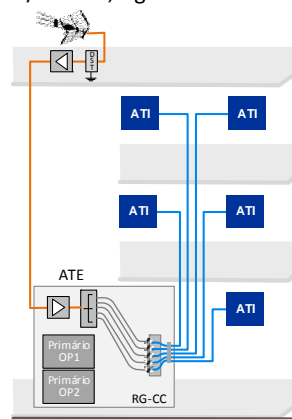 DST
ATI
ATI
ATI
ATI
ATE
ATI
Primário
OP1
Primário
OP2
RG-CC